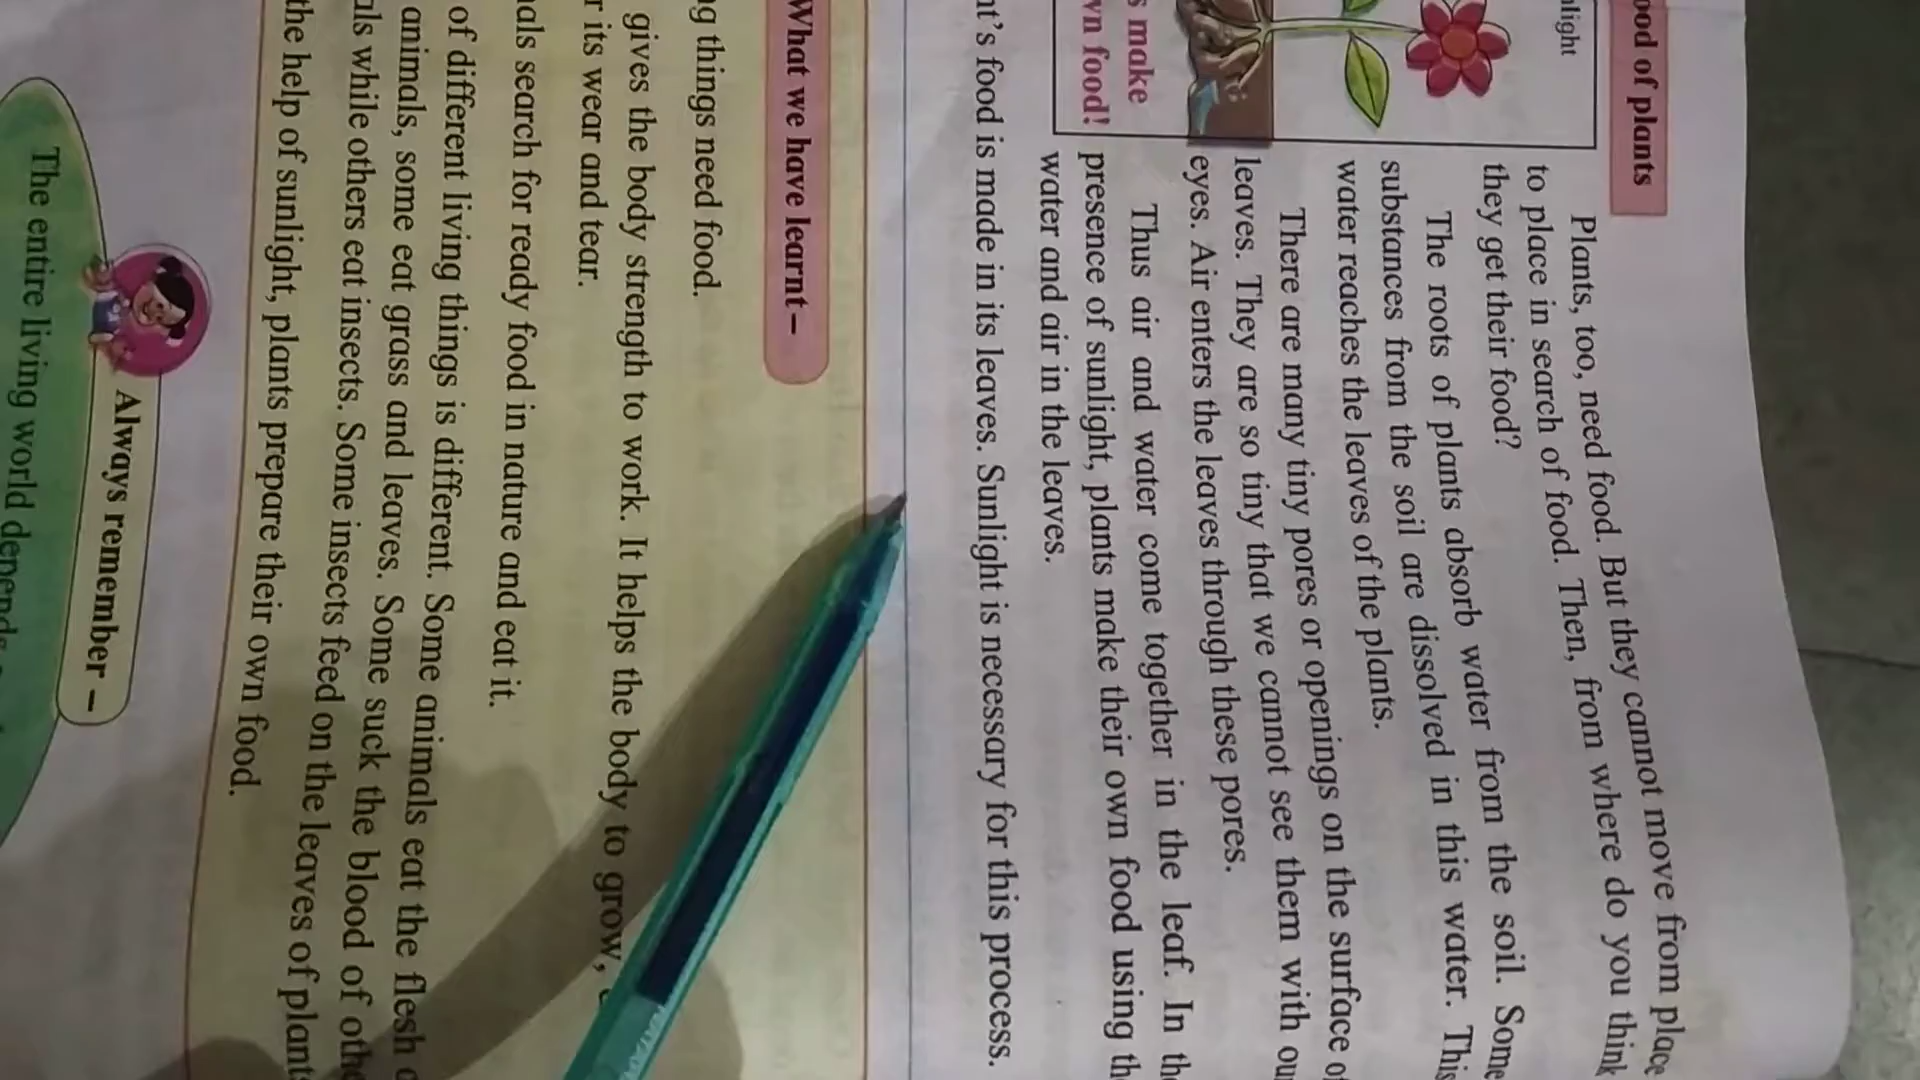 ood of plants
light
s make
wn food!
Plants, too, need food. But they cannot move from place
to place in search of food. Then, from where do you think
they get their food?
The roots of plants absorb water from the soil. Some
substances from the soil are dissolved in this water. This
water reaches the leaves of the plants.
There are many tiny pores or openings on the surface of
leaves. They are so tiny that we cannot see them with ou
eyes. Air enters the leaves through these pores.
Thus air and water come together in the leaf. In th
presence of sunlight, plants make their own food using th
water and air in the leaves.
nt's food is made in its leaves. Sunlight is necessary for this process.
What we have learnt –
ng things need food.
gives the body strength to work. It helps the body to grow,
r its wear and tear.
nals search for ready food in nature and eat it.
of different living things is different. Some animals eat the flesh o
animals, some eat grass and leaves. Some suck the blood of othe
als while others eat insects. Some insects feed on the leaves of plants
the help of sunlight, plants prepare their own food.
Always remember –
The entire living world depends